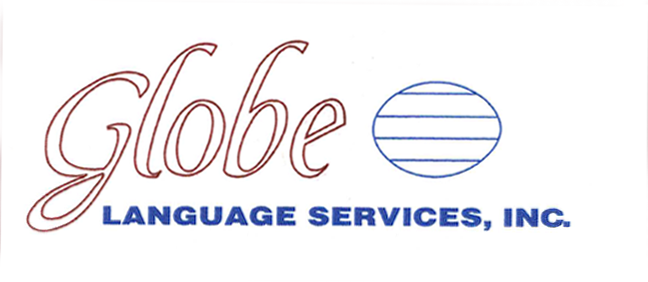 Globe
LANGUAGE SERVICES, INC.